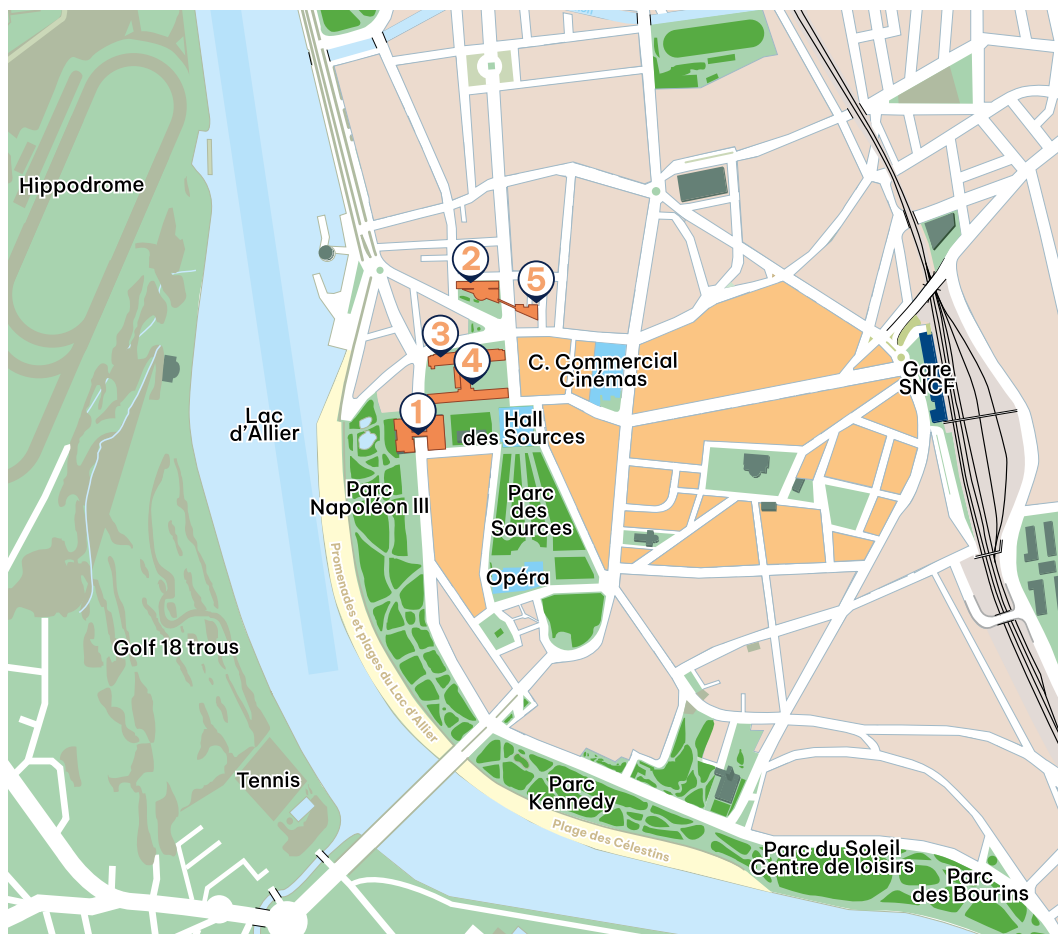 Hippodrome
2
5
3
4
C. Commercial
Cinémas
Gare
SNCF
1
Lac
d'Allier
Hall
des Sources
Parc
Napoléon III
Parc
des
Sources
Opéra
Promenades et plages du Lac d'Allier
Golf 18 trous
Tennis
Parc
Kennedy
Plage des Célestins
Parc du Soleil
Centre de loisirs
Parc
des Bourins